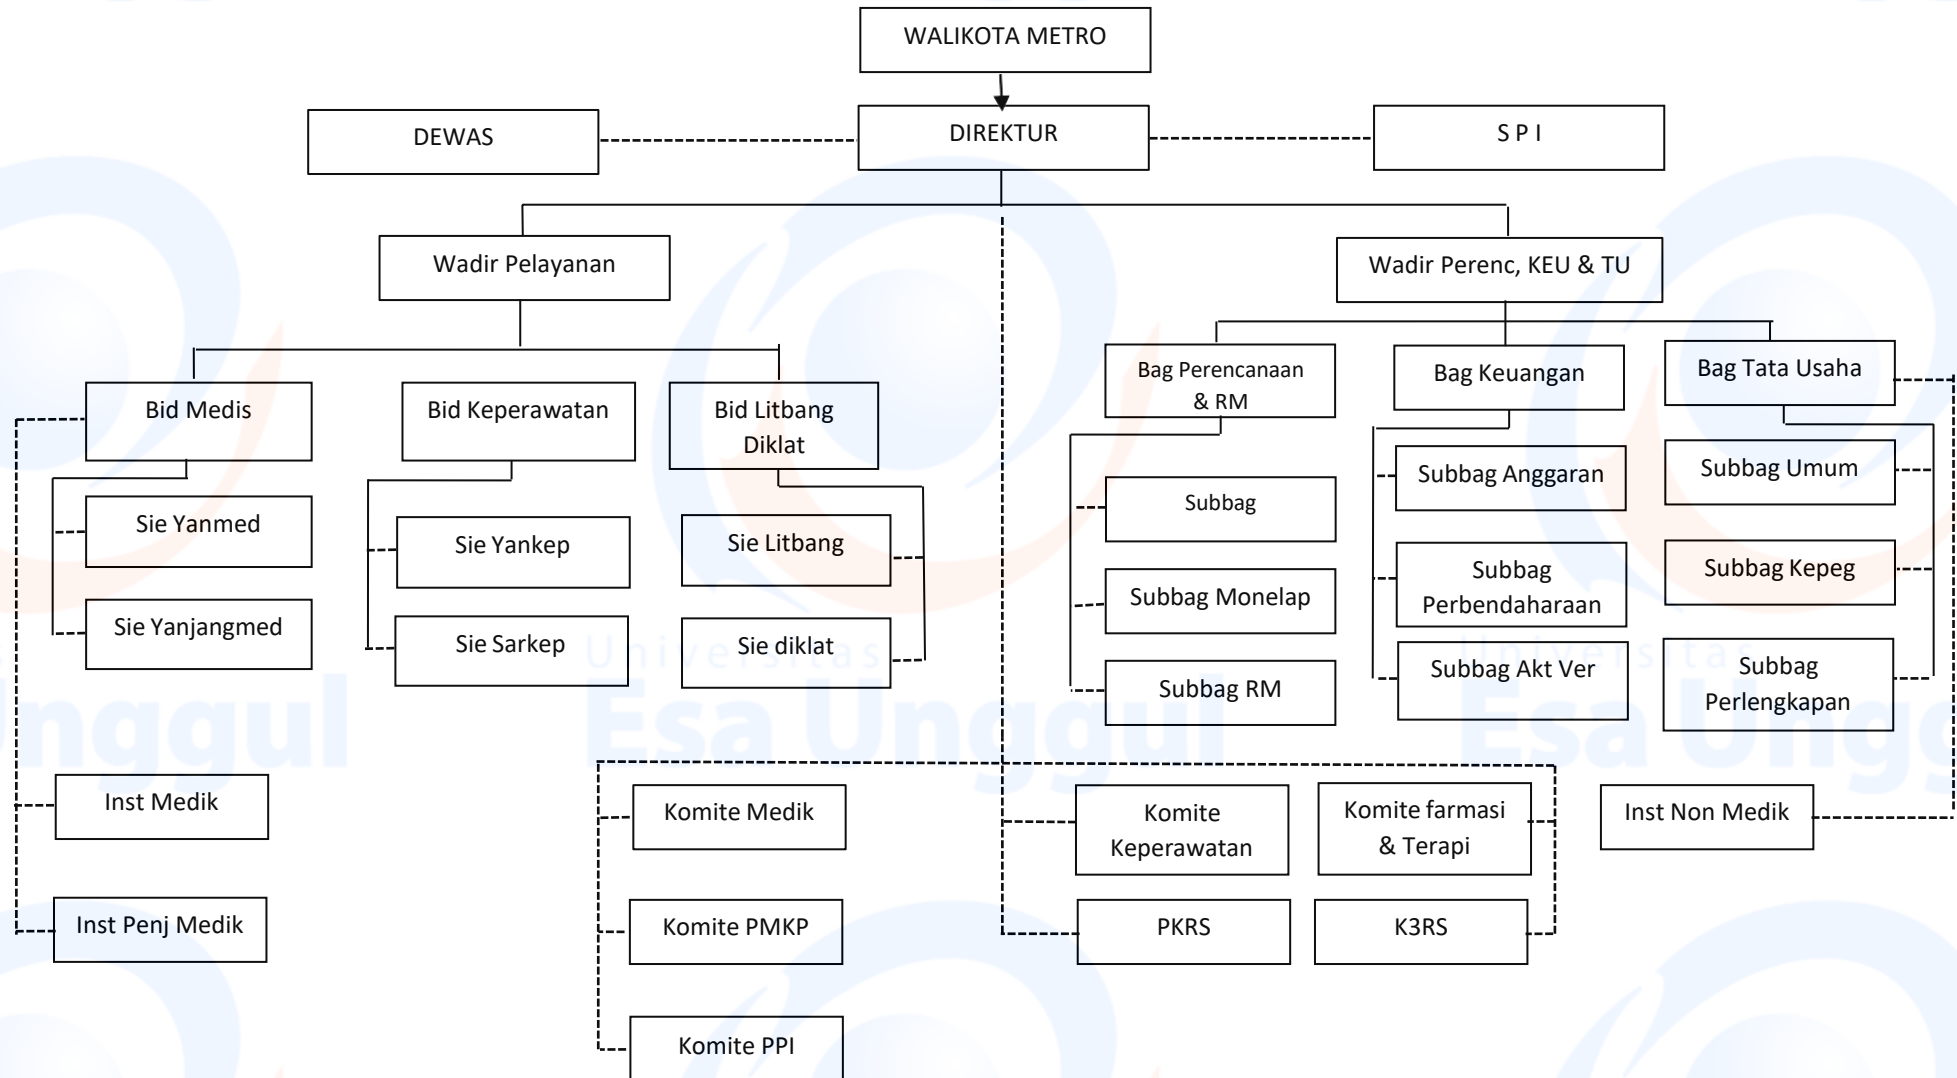 WALIKOTA METRO
DEWAS
DIREKTUR
S P I
Wadir Pelayanan
Wadir Perenc, KEU & TU
Bid Medis
Bid Keperawatan
Bid Litbang
Diklat
Bag Perencanaan
& RM
Bag Keuangan
Bag Tata Usaha
Sie Yanmed
Sie Yanjangmed
Sie Yankep
Sie Sarkep
Sie Litbang
Sie diklat
Subbag
Subbag Monelap
Subbag RM
Subbag Anggaran
Subbag
Perbendaharaan
Subbag Akt Ver
Subbag Umum
Subbag Kepeg
Subbag
Perlengkapan
Inst Medik
Inst Penj Medik
Komite Medik
Komite PMKP
Komite PPI
Komite
Keperawatan
PKRS
Komite farmasi
& Terapi
K3RS
Inst Non Medik
Unggul
Universitas
Esa Unggul
Universitas
Esa Ungg